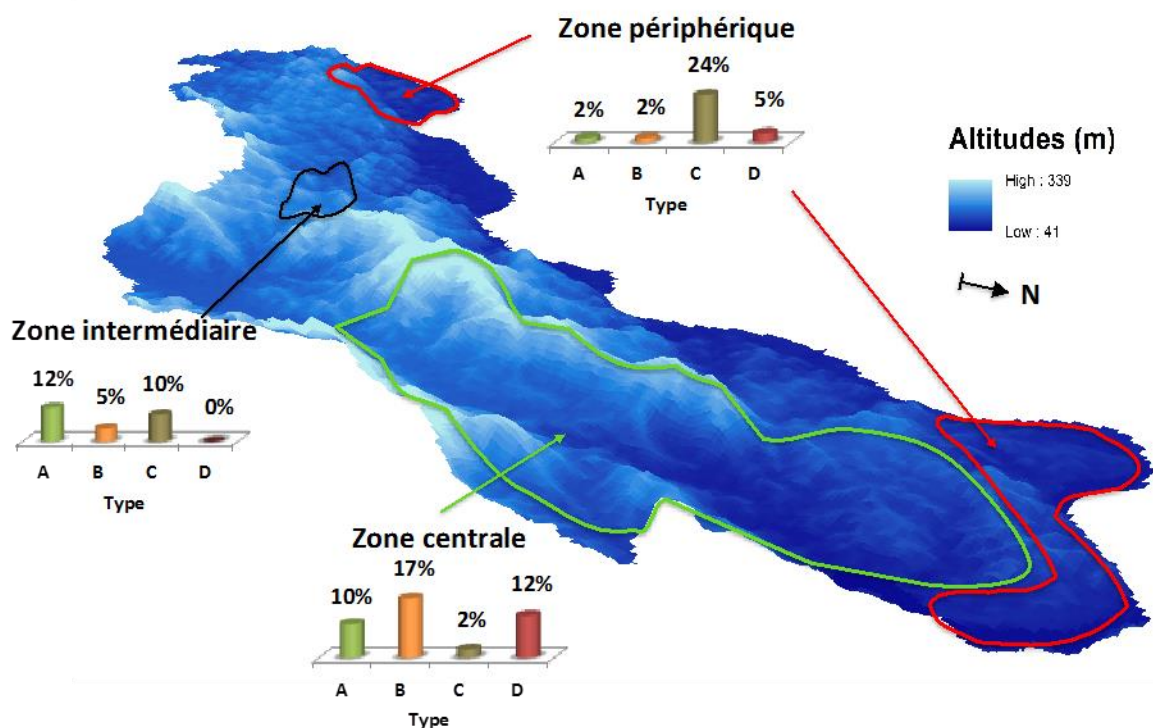 Zone périphérique
24%
2% 2% 5%
A B C D
Type
Altitudes (m)
High : 339
Low : 41
N
Zone intermédiaire
12% 5% 10% 0%
A B C D
Type
Zone centrale
10% 17% 2% 12%
A B C D
Type